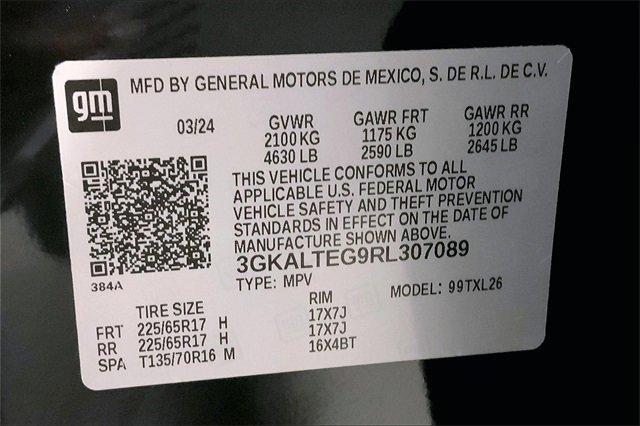 gm
MFD BY GENERAL MOTORS DE MEXICO, S. DE R.L. DE C.V.
03/24 GVWR GAWR FRT GAWR RR
2100 KG 1175 KG 1200 KG
4630 LB 2590 LB 2645 LB
THIS VEHICLE CONFORMS TO ALL
APPLICABLE U.S. FEDERAL MOTOR
VEHICLE SAFETY AND THEFT PREVENTION
STANDARDS IN EFFECT ON THE DATE OF
MANUFACTURE SHOWN ABOVE.
3GKALTEG9RL307089
384A TYPE: MPV MODEL: 99TXL26
TIRE SIZE RIM
FRT 225/65R17 H 17X7J
RR 225/65R17 H 17X7J
SPA T135/70R16 M 16X4BT